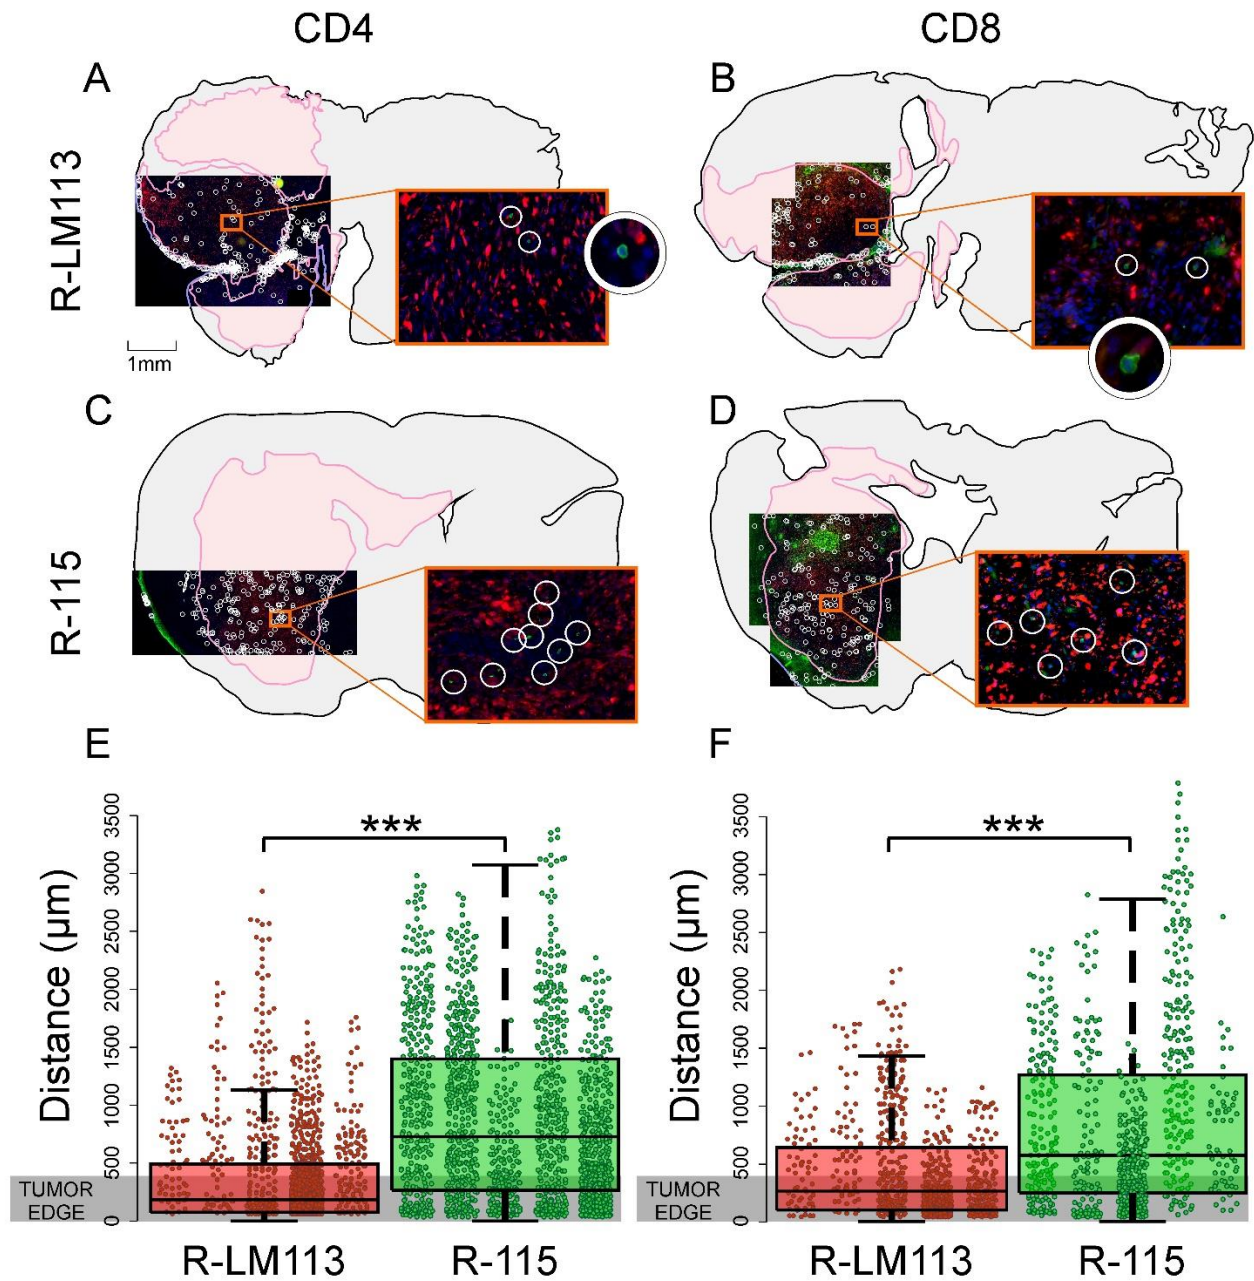 CD4
CD8
A
B
R-LM113
1mm
C
D
R-115
E
F
Distance (µm)
3500
3000
2500
2000
1500
1000
500
0
***
TUMOR
EDGE
R-LM113
R-115
Distance (µm)
3500
3000
2500
2000
1500
1000
500
0
***
TUMOR
EDGE
R-LM113
R-115